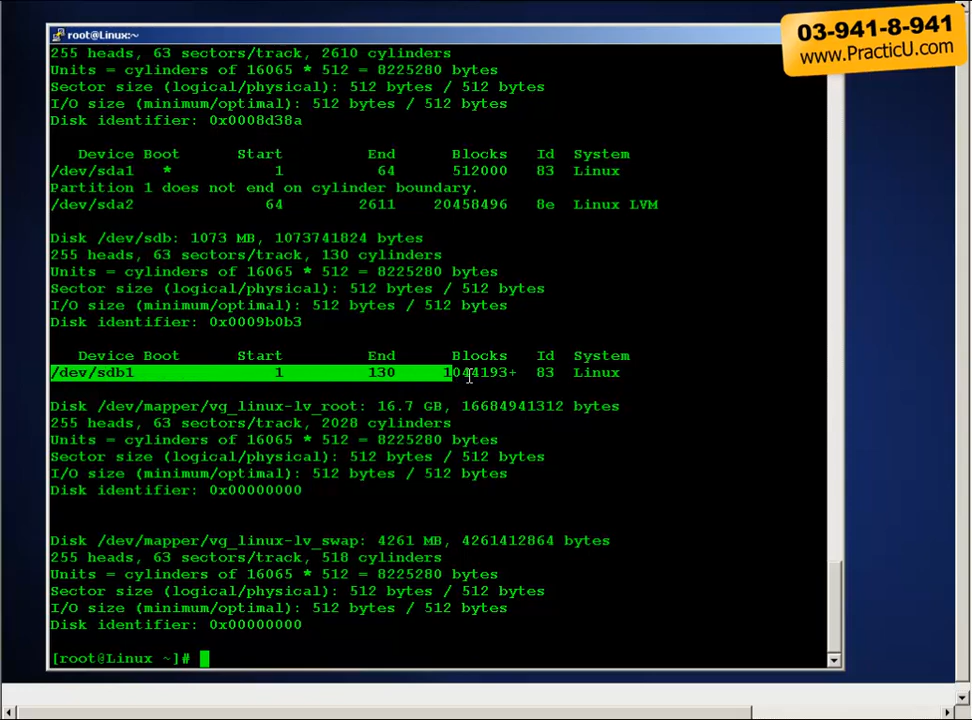 root@Linux:~
03-941-8-941
www.PracticU.com
255 heads, 63 sectors/track, 2610 cylinders
Units = cylinders of 16065 * 512 = 8225280 bytes
Sector size (logical/physical): 512 bytes / 512 bytes
I/O size (minimum/optimal): 512 bytes / 512 bytes
Disk identifier: 0x0008d38a
Device Boot Start End Blocks Id System
/dev/sda1 * 1 64 512000 83 Linux
Partition 1 does not end on cylinder boundary.
/dev/sda2 64 2611 20458496 8e Linux LVM
Disk /dev/sdb: 1073 MB, 1073741824 bytes
255 heads, 63 sectors/track, 130 cylinders
Units = cylinders of 16065 * 512 = 8225280 bytes
Sector size (logical/physical): 512 bytes / 512 bytes
I/O size (minimum/optimal): 512 bytes / 512 bytes
Disk identifier: 0x0009b0b3
Device Boot Start End Blocks Id System
/dev/sdb1 1 130 1044193+ 83 Linux
Disk /dev/mapper/vg_linux-lv_root: 16.7 GB, 16684941312 bytes
255 heads, 63 sectors/track, 2028 cylinders
Units = cylinders of 16065 * 512 = 8225280 bytes
Sector size (logical/physical): 512 bytes / 512 bytes
I/O size (minimum/optimal): 512 bytes / 512 bytes
Disk identifier: 0x00000000
Disk /dev/mapper/vg_linux-lv_swap: 4261 MB, 4261412864 bytes
255 heads, 63 sectors/track, 518 cylinders
Units = cylinders of 16065 * 512 = 8225280 bytes
Sector size (logical/physical): 512 bytes / 512 bytes
I/O size (minimum/optimal): 512 bytes / 512 bytes
Disk identifier: 0x00000000
[root@Linux ~]#